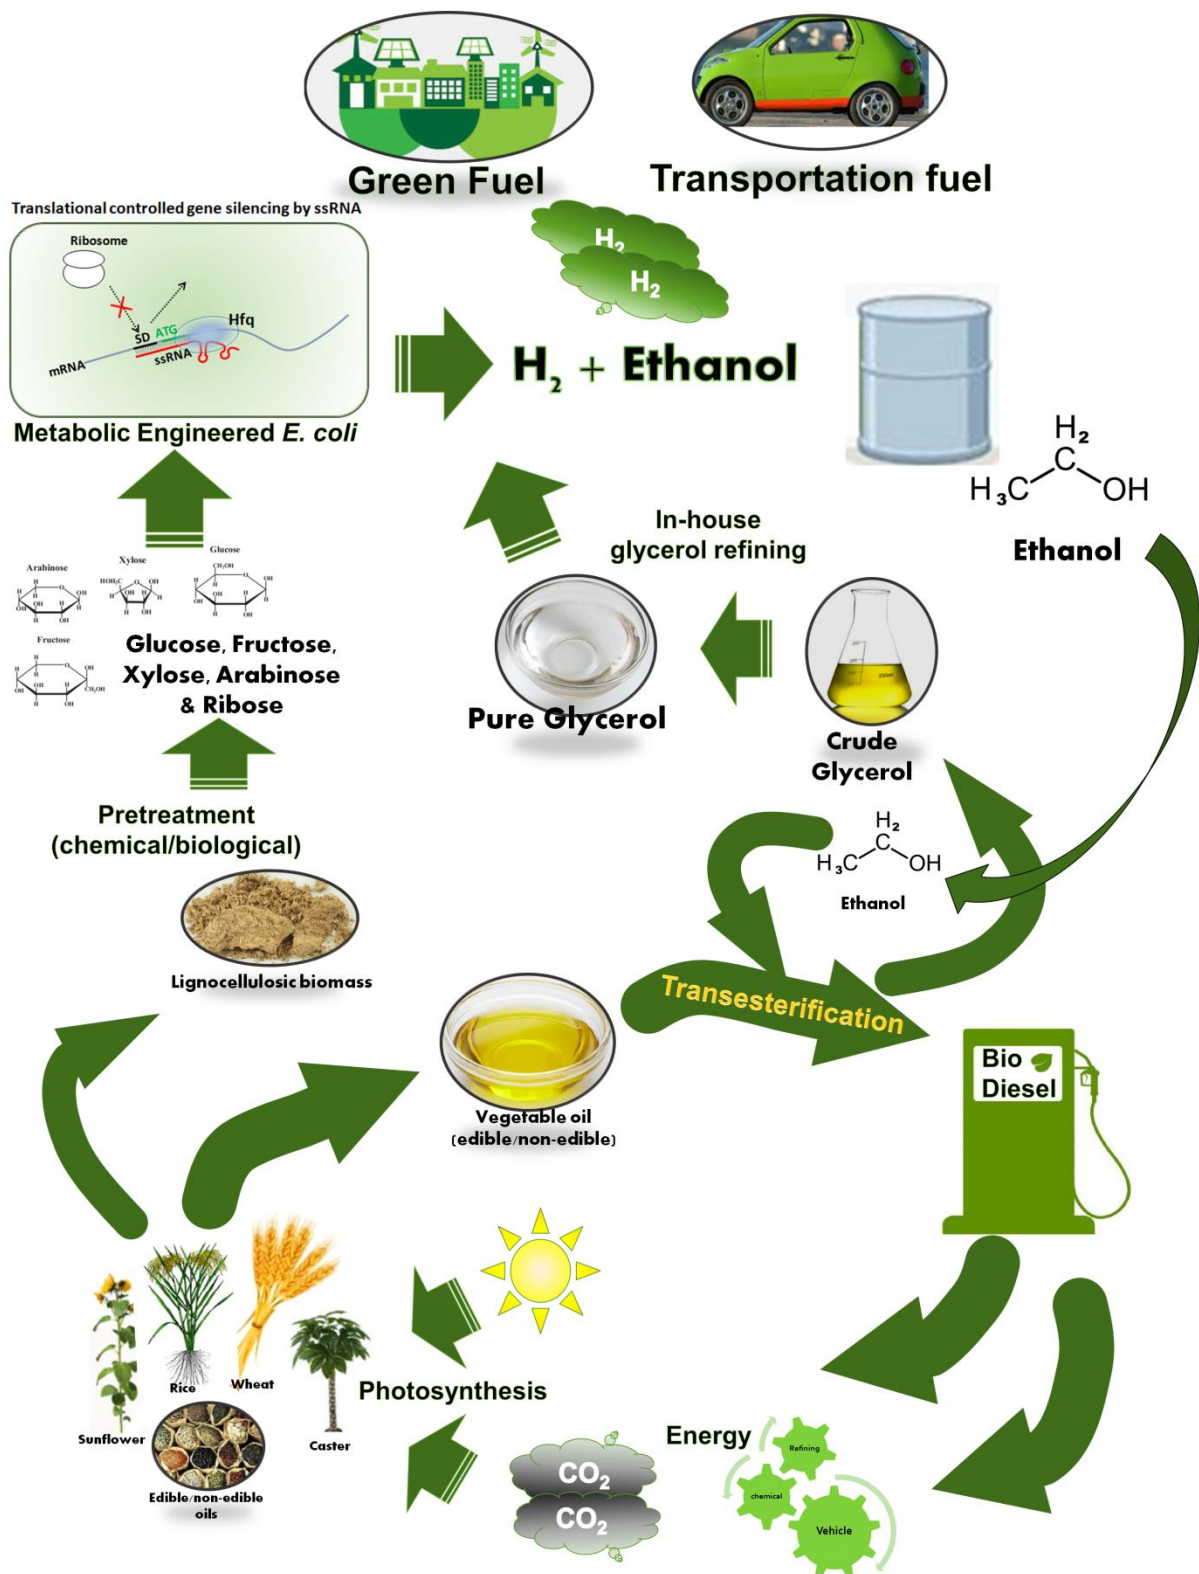 Green Fuel
Transportation fuel
Translational controlled gene silencing by ssRNA
Ribosome
SD ATG
Hfq
mRNA
ssRNA
Metabolic Engineered E. coli
H₂
H₂
H₂ + Ethanol
H₂
C
H₃C
OH
Ethanol
In-house
glycerol refining
Pure Glycerol
Crude
Glycerol
Arabinose
Xylose
Glucose
Fructose
HOH₂C
CH₂OH
CH₂OH
Glucose, Fructose,
Xylose, Arabinose
& Ribose
Pretreatment
(chemical/biological)
Lignocellulosic biomass
H₂
C
H₃C
OH
Ethanol
Transesterification
Vegetable oil
(edible/non-edible)
Bio
Diesel
Rice
Wheat
Sunflower
Caster
Edible/non-edible
oils
Photosynthesis
CO₂
CO₂
Energy
Refining
chemical
Vehicle